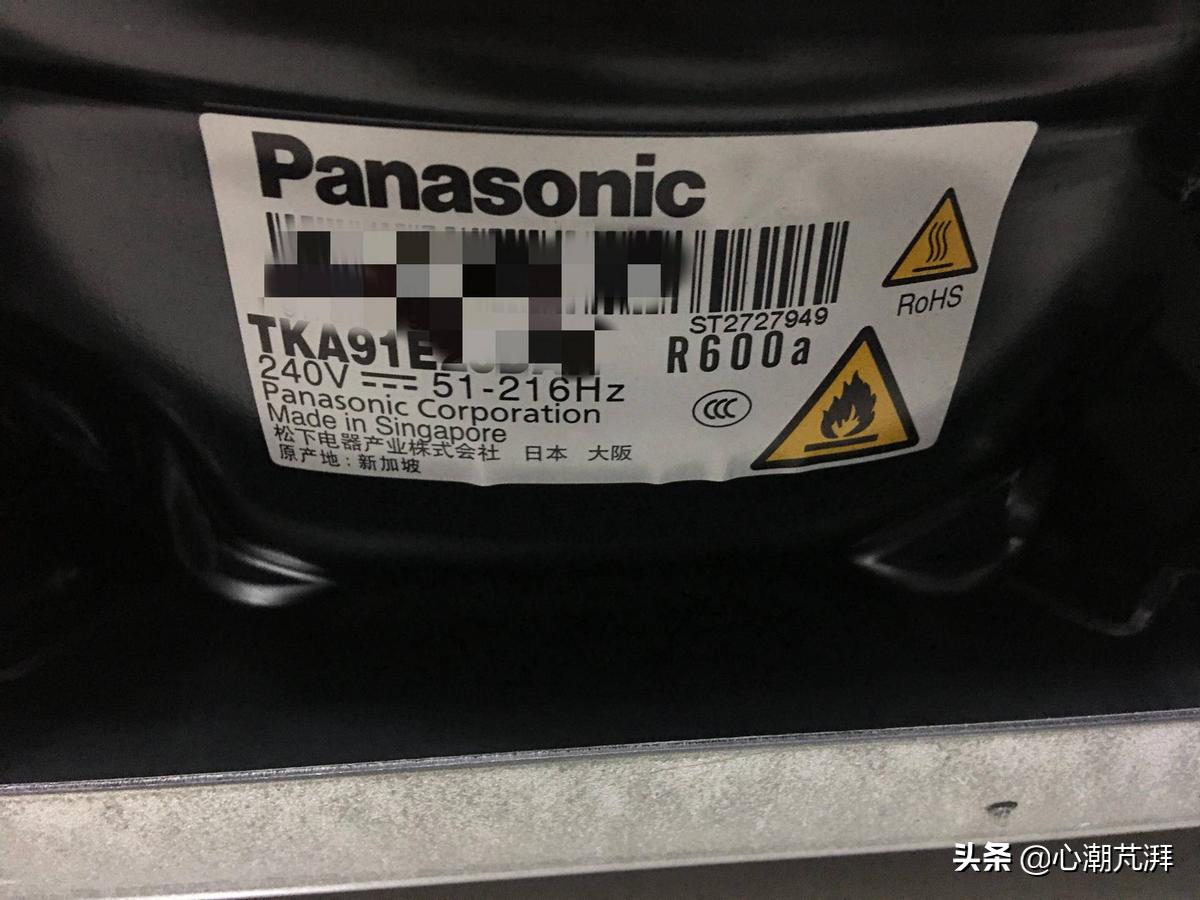 Panasonic
ST2727949
RoHS
TKA91E
R600a
240V 51-216Hz
Panasonic Corporation
Made in Singapore
松下电器产业株式会社 日本 大阪
原产地：新加坡
CCC
头条 @心潮芃湃